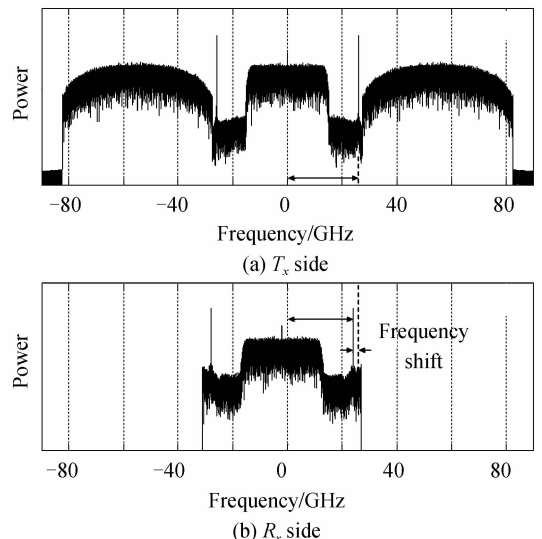 Power
−80 −40 0 40 80
Frequency/GHz
(a) Tx side
Power
Frequency
shift
−80 −40 0 40 80
Frequency/GHz
(b) Rx side